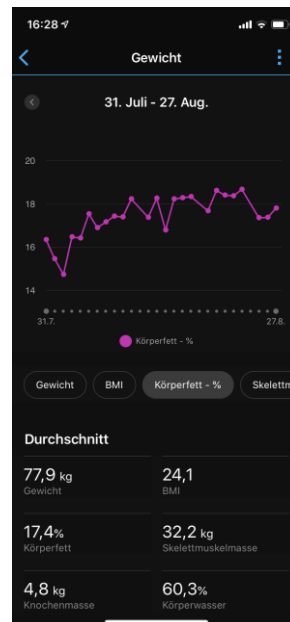 16:28
Gewicht
31. Juli - 27. Aug.
20
18
16
14
31.7.
27.8.
Körperfett - %
Gewicht
BMI
Körperfett - %
Skelettm
Durchschnitt
77,9 kg
24,1
Gewicht
BMI
17,4%
32,2 kg
Körperfett
Skelettmuskelmasse
4,8 kg
60,3%
Knochenmasse
Körperwasser